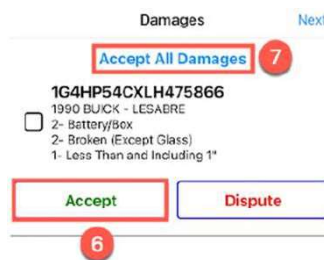 Damages Next
Accept All Damages 7
1G4HP54CXLH475866
1990 BUICK - LESABRE
2- Battery/Box
2- Broken (Except Glass)
1- Less Than and Including 1"
Accept Dispute
6